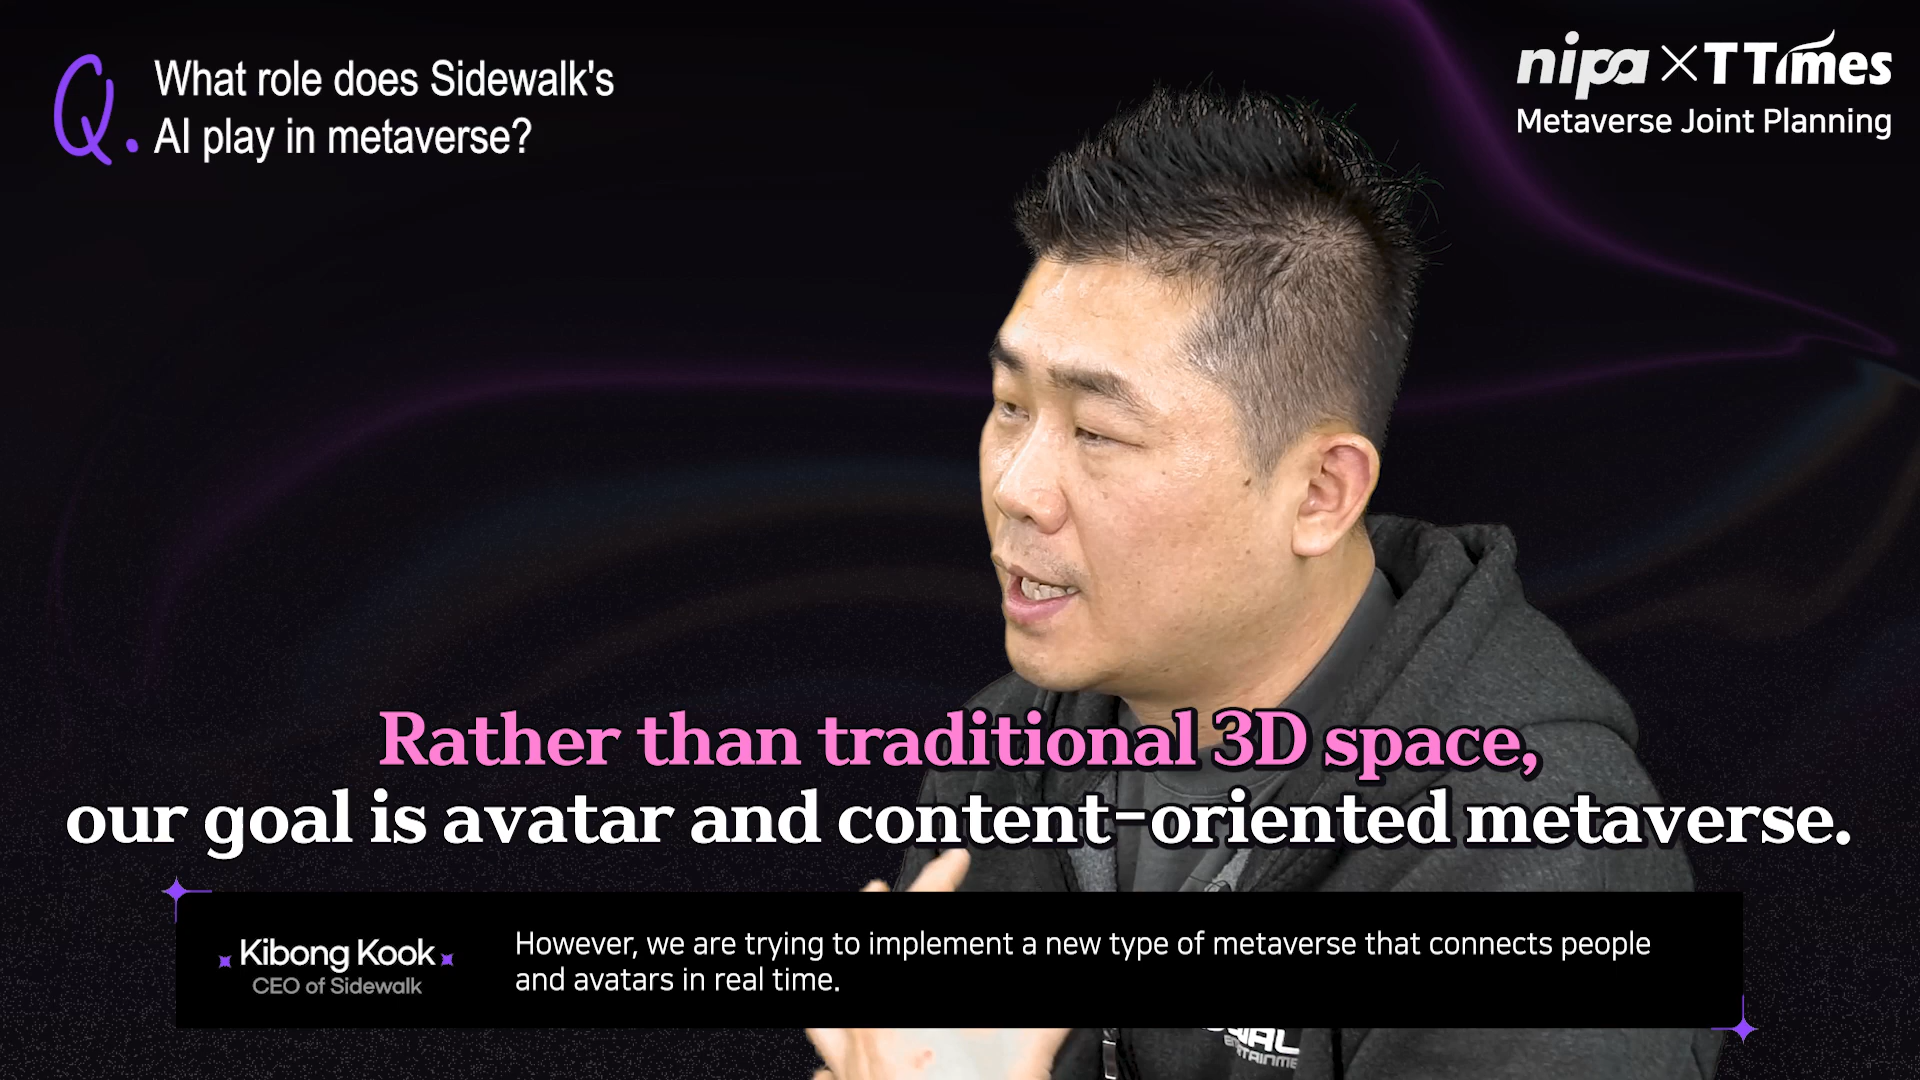 Q. What role does Sidewalk's
AI play in metaverse?
nipa × TTimes
Metaverse Joint Planning
Rather than traditional 3D space,
our goal is avatar and content-oriented metaverse.
Kibong Kook
CEO of Sidewalk
However, we are trying to implement a new type of metaverse that connects people
and avatars in real time.